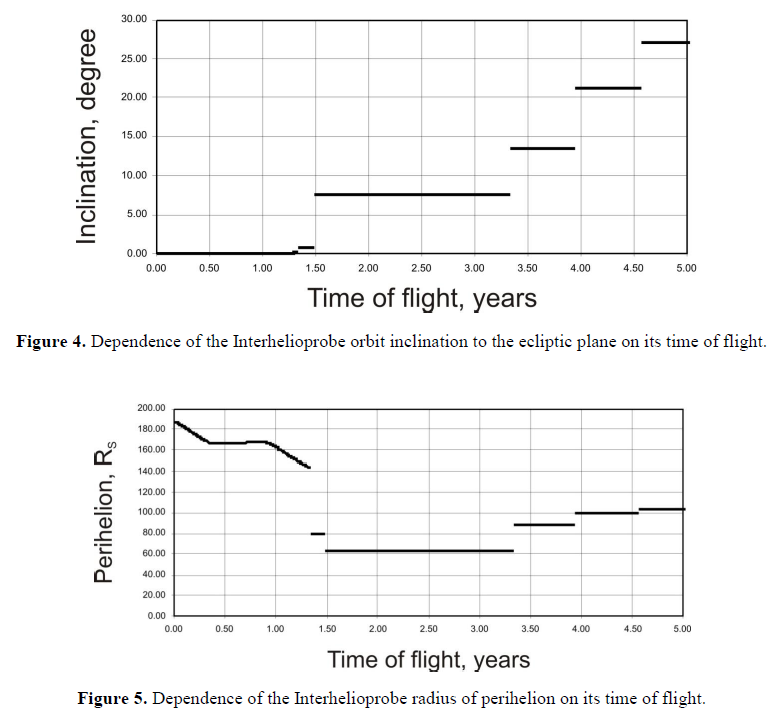 30.00
25.00
20.00
15.00
10.00
5.00
0.00
Inclination, degree
0.00 0.50 1.00 1.50 2.00 2.50 3.00 3.50 4.00 4.50 5.00
Time of flight, years
Figure 4. Dependence of the Interhelioprobe orbit inclination to the ecliptic plane on its time of flight.
200.00
180.00
160.00
140.00
120.00
100.00
80.00
60.00
40.00
20.00
0.00
Perihelion, Rs
0.00 0.50 1.00 1.50 2.00 2.50 3.00 3.50 4.00 4.50 5.00
Time of flight, years
Figure 5. Dependence of the Interhelioprobe radius of perihelion on its time of flight.